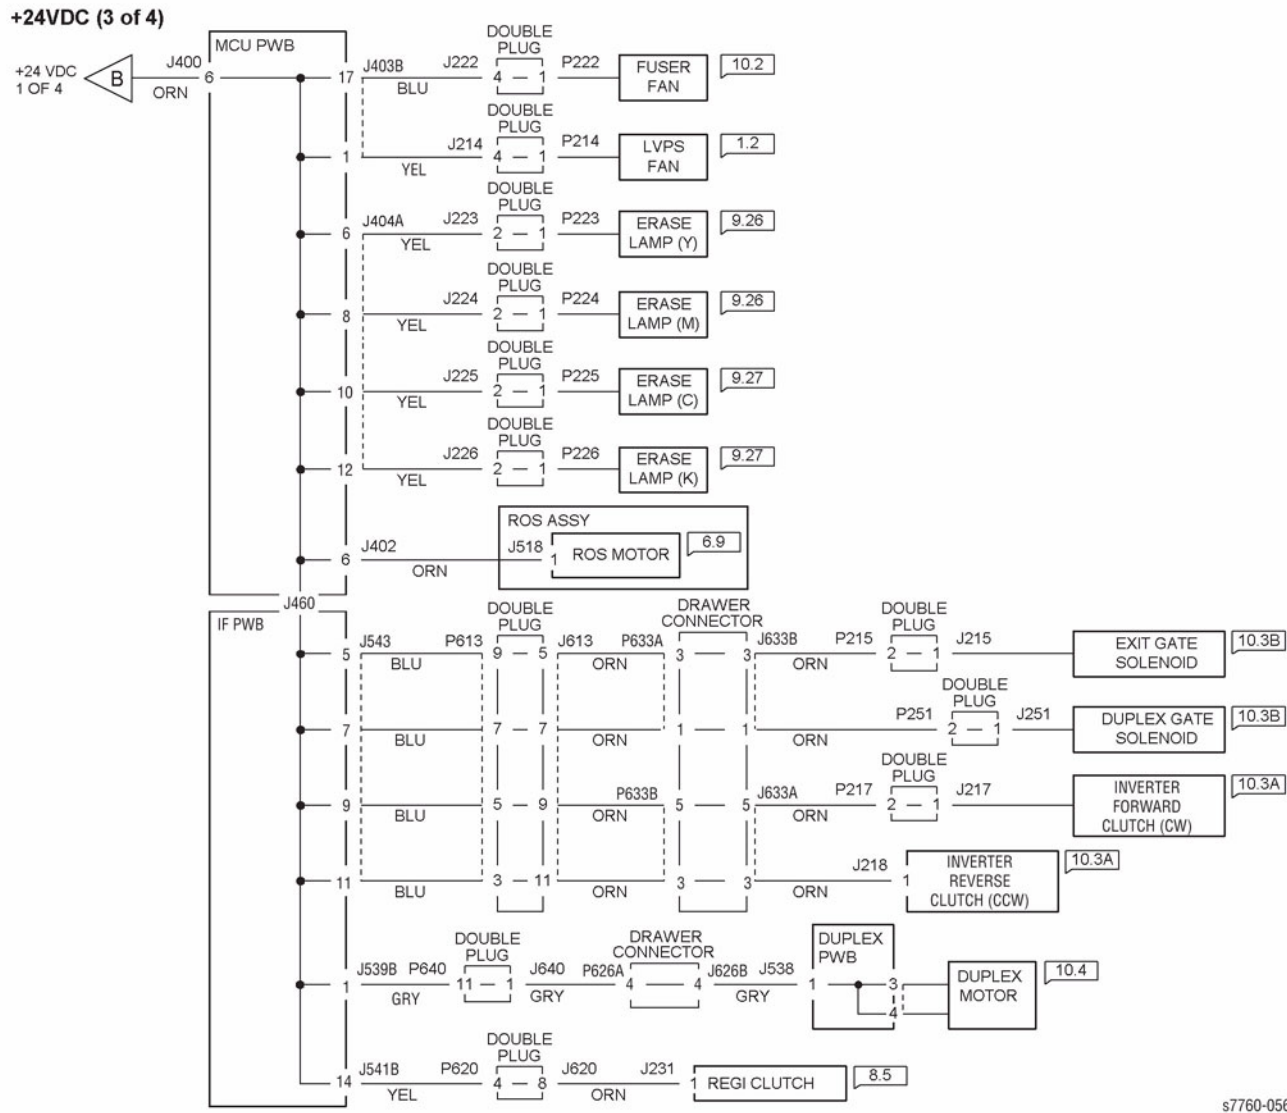 +24VDC (3 of 4)
MCU PWB
+24 VDC
1 OF 4
B
J400
ORN
6
17
J403B
BLU
J222
DOUBLE
PLUG
4 — 1
P222
FUSER
FAN
10.2
1
YEL
J214
DOUBLE
PLUG
4 — 1
P214
LVPS
FAN
1.2
6
J404A
YEL
J223
DOUBLE
PLUG
2 — 1
P223
ERASE
LAMP (Y)
9.26
8
YEL
J224
DOUBLE
PLUG
2 — 1
P224
ERASE
LAMP (M)
9.26
10
YEL
J225
DOUBLE
PLUG
2 — 1
P225
ERASE
LAMP (C)
9.27
12
YEL
J226
DOUBLE
PLUG
2 — 1
P226
ERASE
LAMP (K)
9.27
6
J402
ORN
ROS ASSY
J518
1
ROS MOTOR
6.9
J460
IF PWB
5
J543
BLU
P613
DOUBLE
PLUG
9 — 5
J613
ORN
P633A
DRAWER
CONNECTOR
3 — 3
J633B
ORN
P215
DOUBLE
PLUG
2 — 1
J215
EXIT GATE
SOLENOID
10.3B
7
BLU
7 — 7
ORN
1 — 1
ORN
P251
DOUBLE
PLUG
2 — 1
J251
DUPLEX GATE
SOLENOID
10.3B
9
BLU
5 — 9
ORN
P633B
5 — 5
J633A
ORN
P217
DOUBLE
PLUG
2 — 1
J217
INVERTER
FORWARD
CLUTCH (CW)
10.3A
11
BLU
3 — 11
ORN
3 — 3
ORN
J218
1
INVERTER
REVERSE
CLUTCH (CCW)
10.3A
1
J539B
GRY
P640
DOUBLE
PLUG
11 — 1
J640
GRY
P626A
DRAWER
CONNECTOR
4 — 4
J626B
GRY
J538
DUPLEX
PWB
1
3
4
DUPLEX
MOTOR
10.4
14
J541B
YEL
P620
DOUBLE
PLUG
4 — 8
J620
ORN
J231
1
REGI CLUTCH
8.5
s7760-056